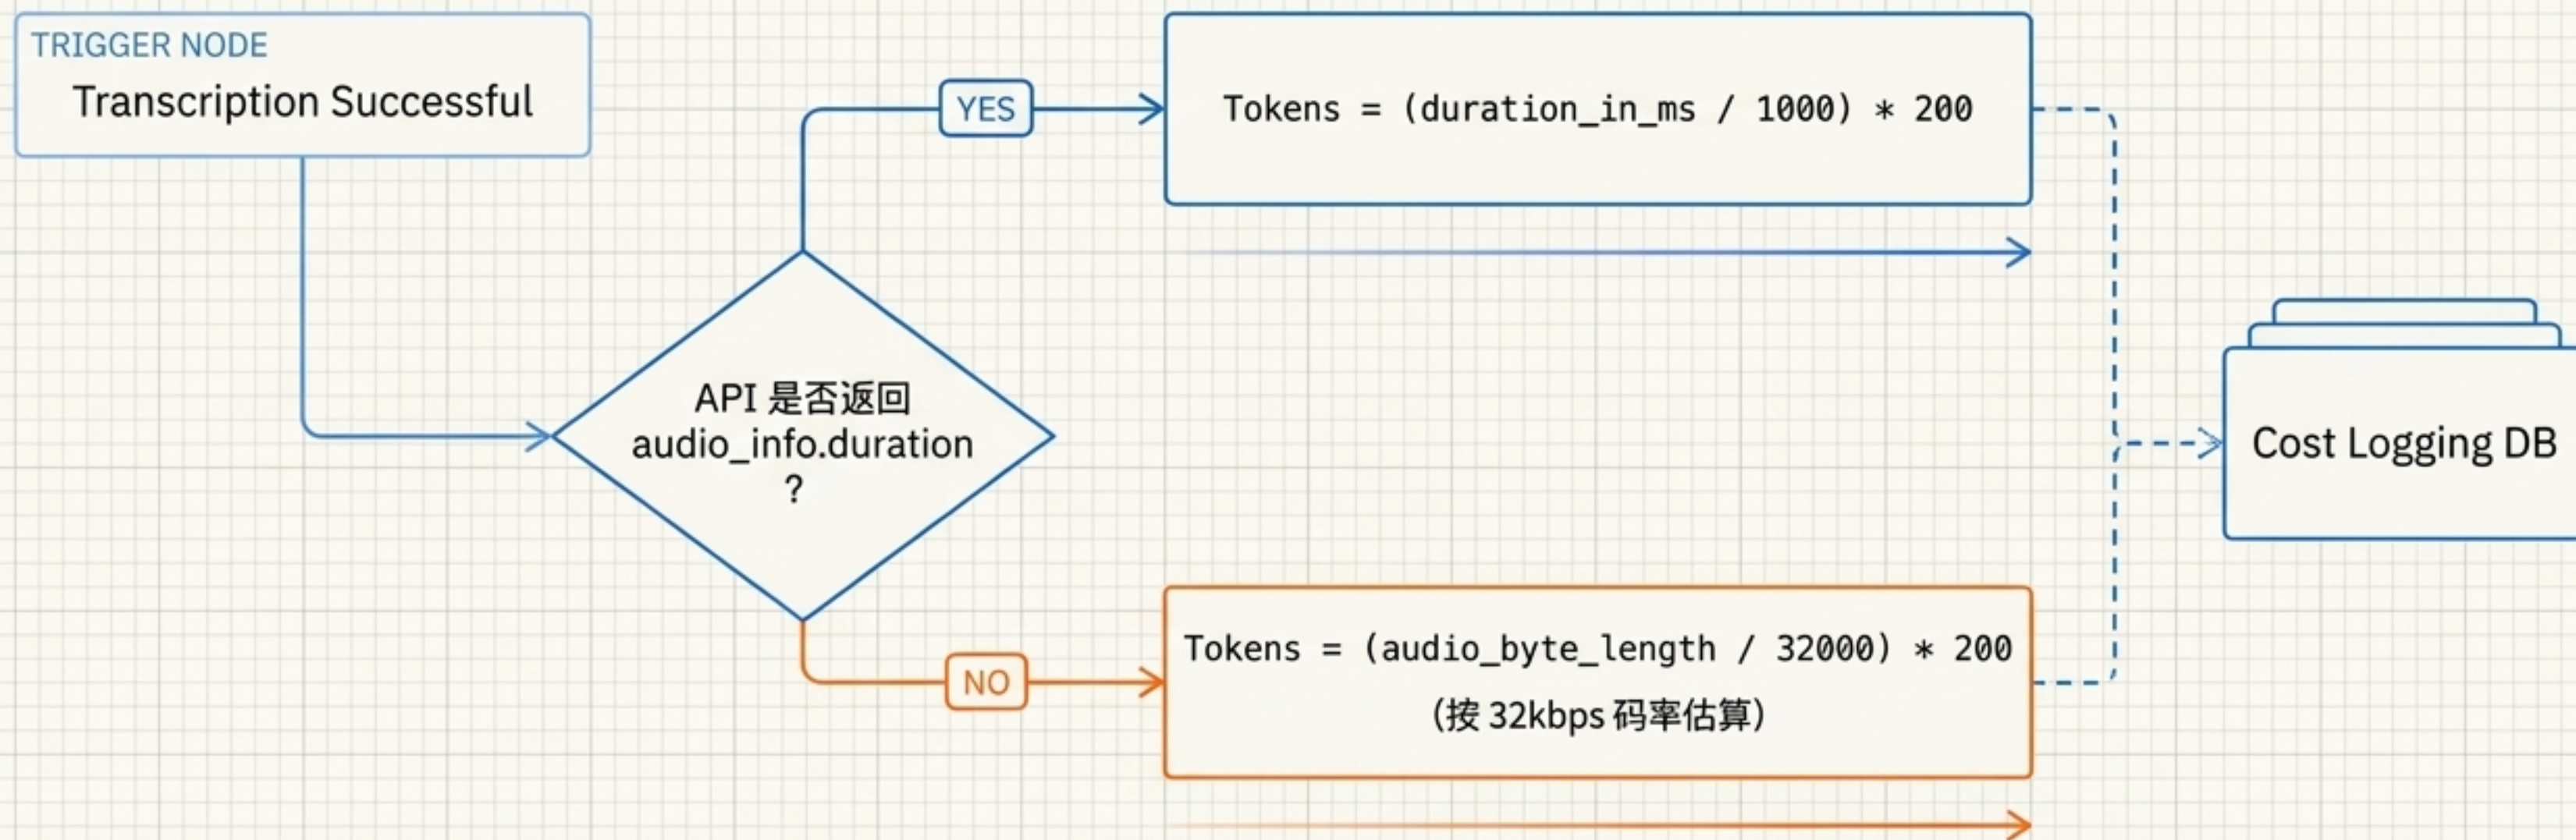 TRIGGER NODE
Transcription Successful
YES
Tokens = (duration_in_ms / 1000) * 200
API 是否返回
audio_info.duration
?
Cost Logging DB
NO
Tokens = (audio_byte_length / 32000) * 200
（按 32kbps 码率估算）